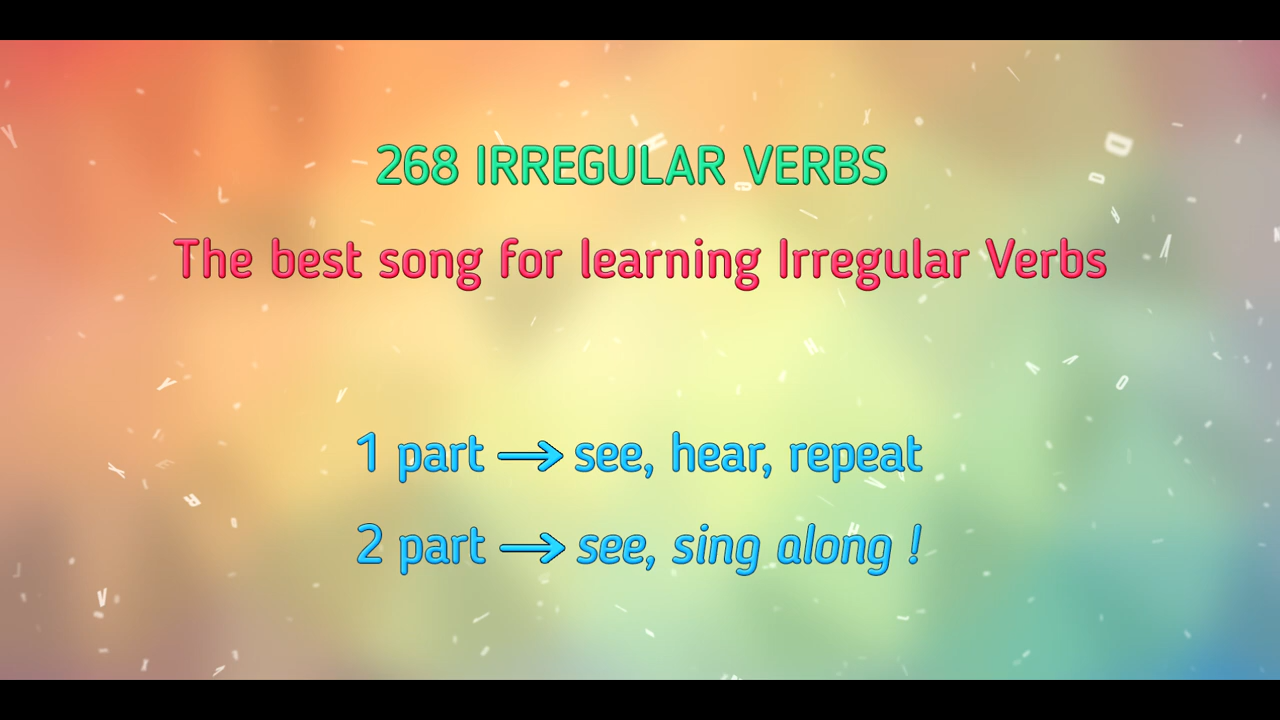 268 IRREGULAR VERBS
The best song for learning Irregular Verbs
1 part → see, hear, repeat
2 part → see, sing along !